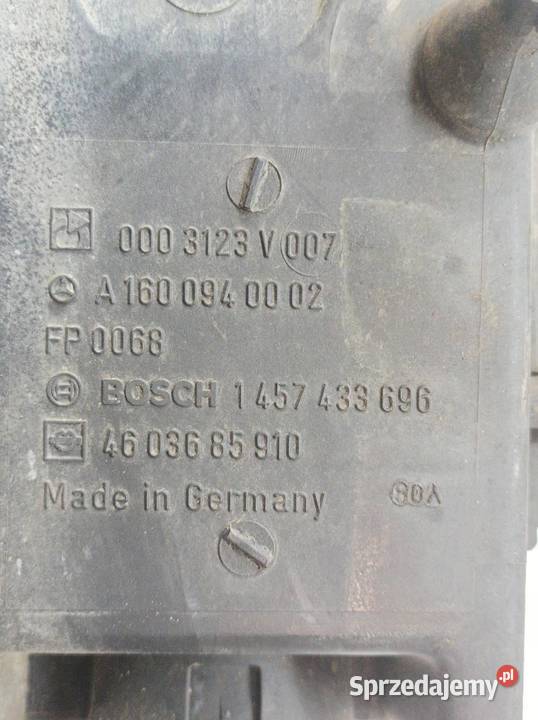 000 3123 V 007
A 160 094 00 02
FP 0068
BOSCH 1 457 433 696
46 036 85 910
Made in Germany
Sprzedajemy.pl